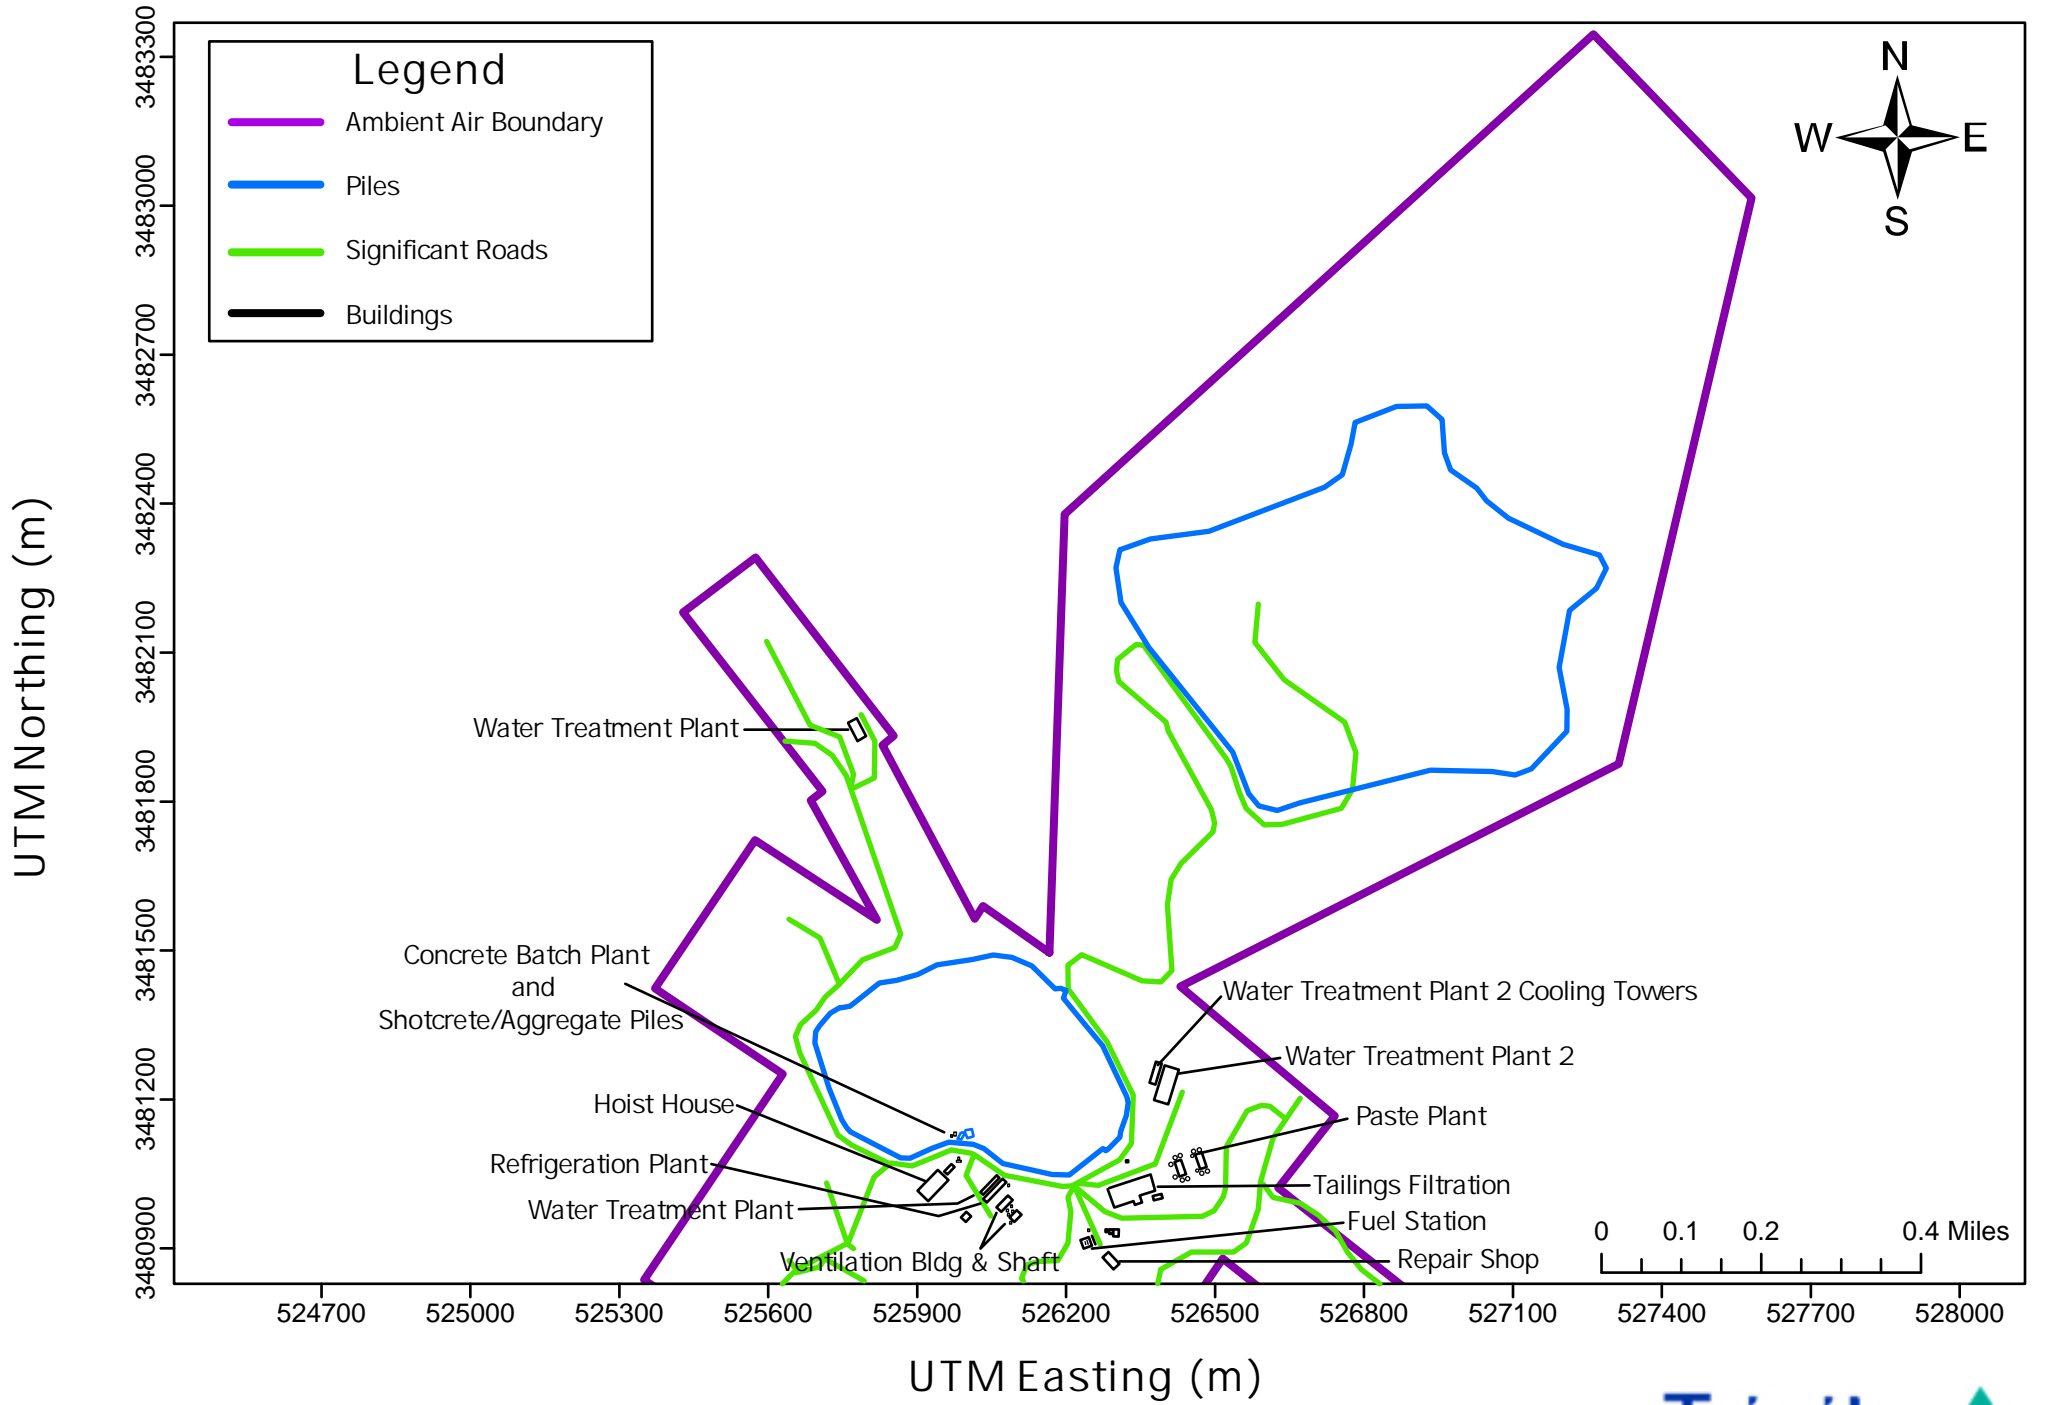 Legend
Ambient Air Boundary
Piles
Significant Roads
Buildings
N
W
E
S
UTM Northing (m)
3483300
3483000
3482700
3482400
3482100
3481800
3481500
3481200
3480900
Water Treatment Plant
Concrete Batch Plant
and
Shotcrete/Aggregate Piles
Hoist House
Refrigeration Plant
Water Treatment Plant
Ventilation Bldg & Shaft
Water Treatment Plant 2 Cooling Towers
Water Treatment Plant 2
Paste Plant
Tailings Filtration
Fuel Station
Repair Shop
0 0.1 0.2 0.4 Miles
524700 525000 525300 525600 525900 526200 526500 526800 527100 527400 527700 528000
UTM Easting (m)